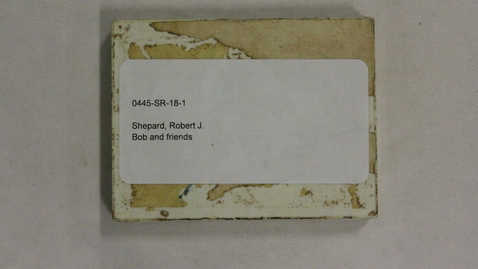 0445-SR-18-1
Shepard, Robert J.
Bob and friends